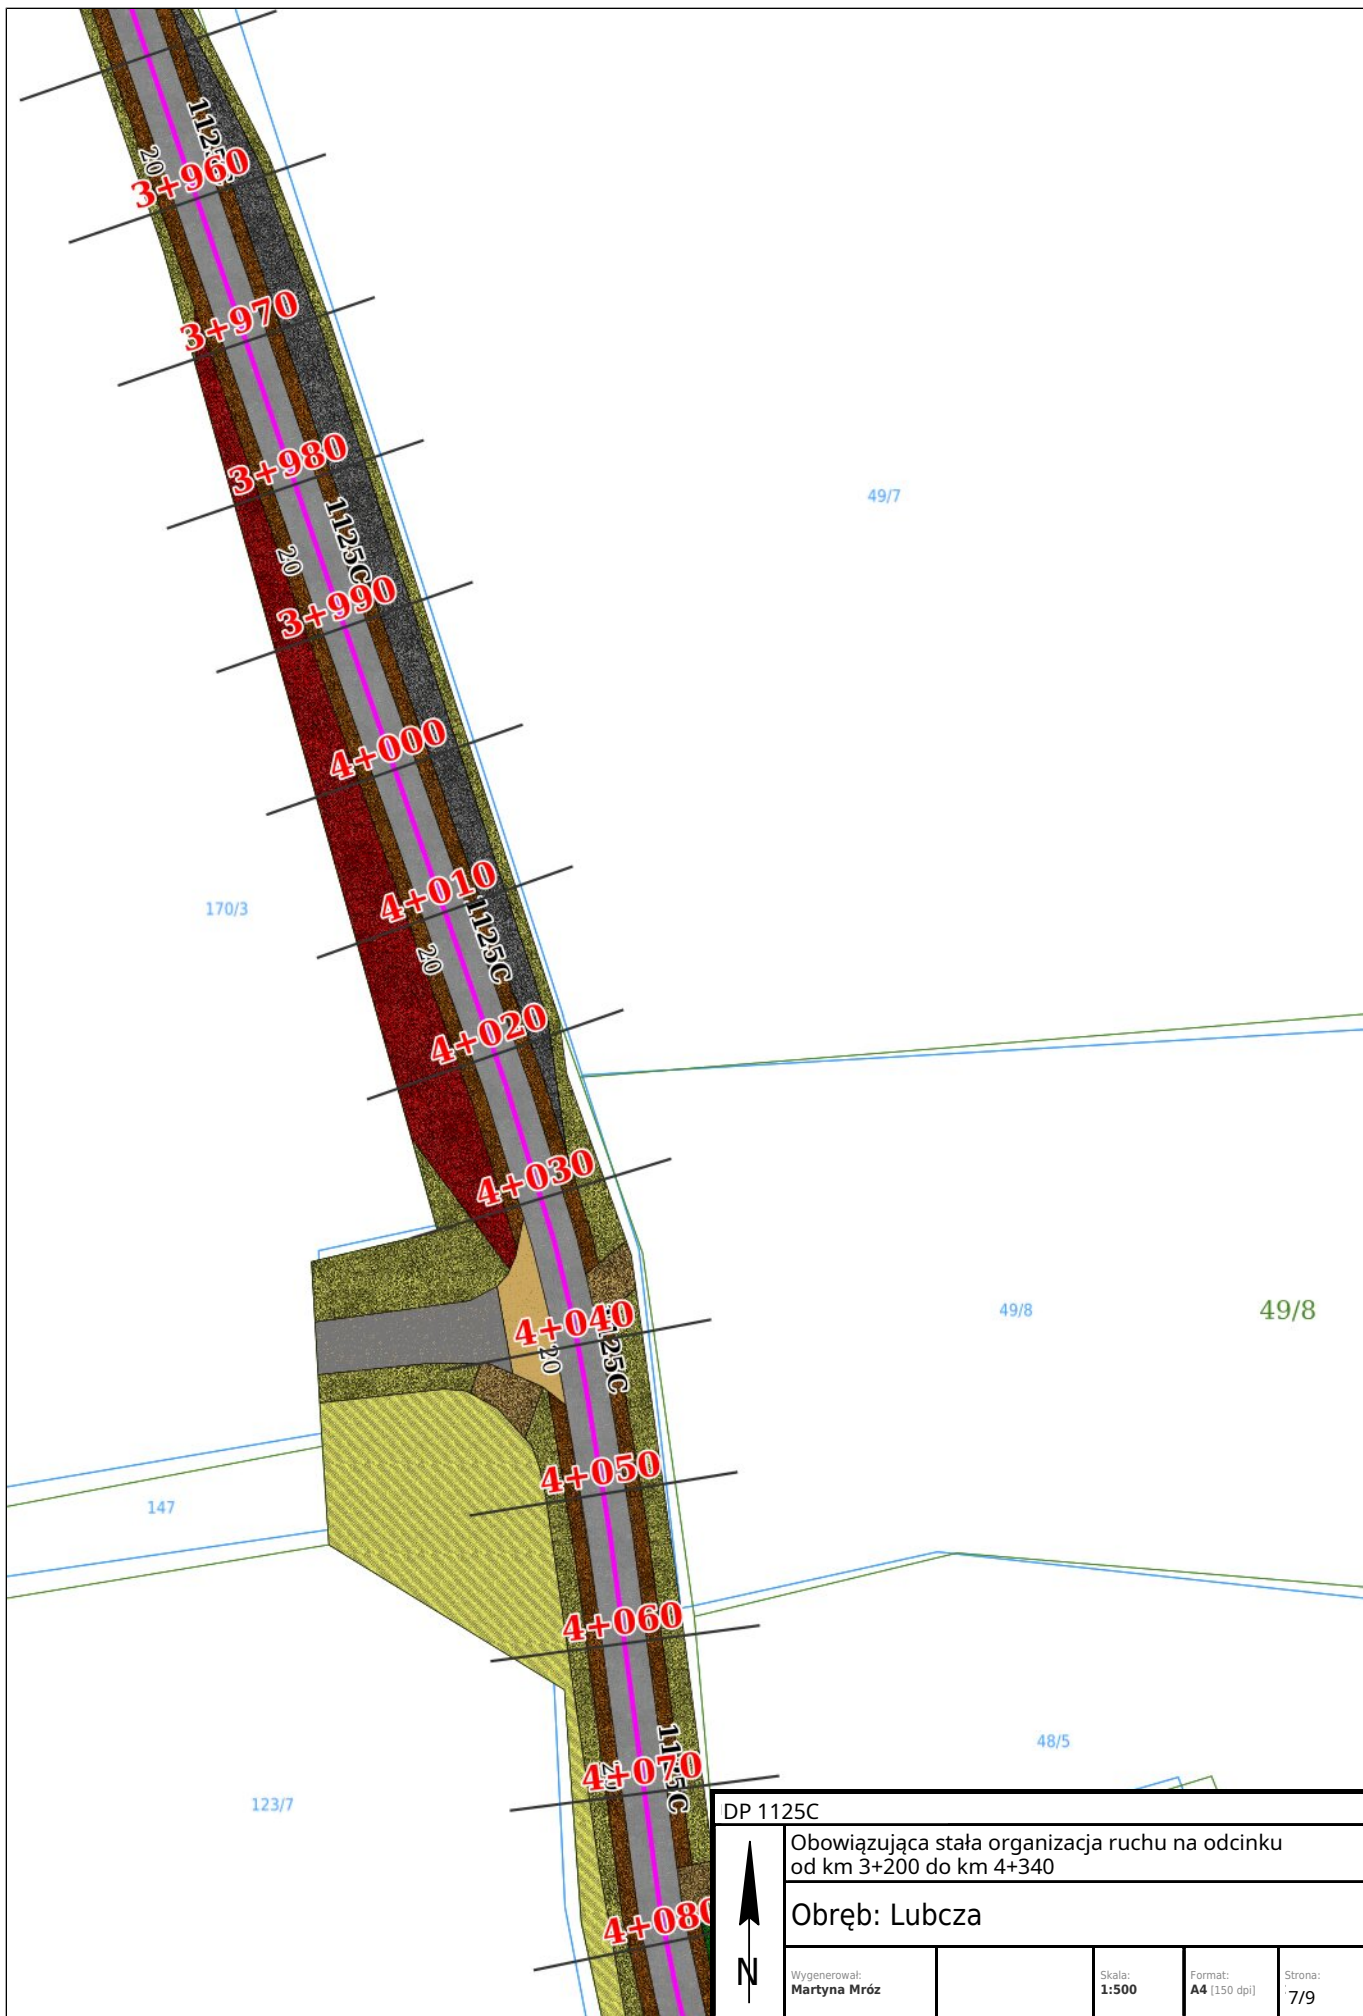 1125C
20
3+960
3+970
3+980
1125C
20
3+990
4+000
4+010
170/3
1125C
20
4+020
4+030
49/7
49/8
49/8
4+040
1125C
20
4+050
147
4+060
48/5
4+070
1125C
20
123/7
4+080
DP 1125C
Obowiązująca stała organizacja ruchu na odcinku
od km 3+200 do km 4+340
Obręb: Lubcza
N
Wygenerował:
Martyna Mróz
Skala:
1:500
Format:
A4 [150 dpi]
Strona:
7/9